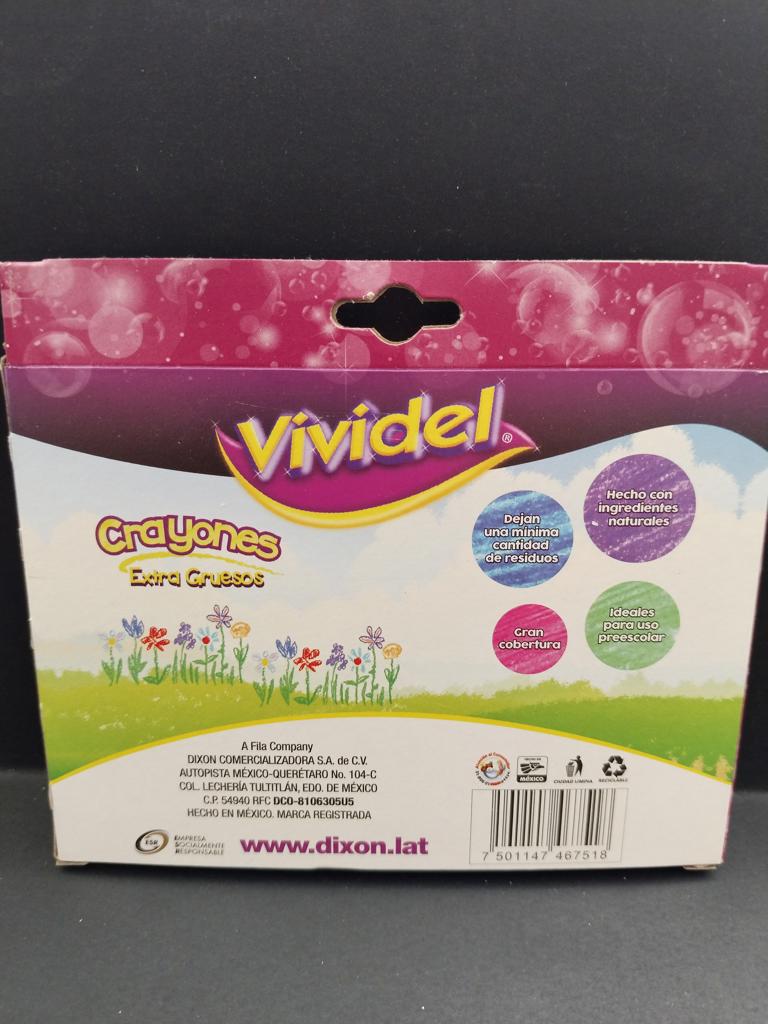 Vividel®
Crayones
Extra Gruesos
Dejan
una mínima
cantidad
de residuos
Hecho con
ingredientes
naturales
Gran
cobertura
Ideales
para uso
preescolar
A Fila Company
DIXON COMERCIALIZADORA S.A. de C.V.
AUTOPISTA MÉXICO-QUERÉTARO No. 104-C
COL. LECHERÍA TULTITLÁN, EDO. DE MÉXICO
C.P. 54940 RFC DCO-8106305U5
HECHO EN MÉXICO. MARCA REGISTRADA
ESR
EMPRESA
SOCIALMENTE
RESPONSABLE
www.dixon.lat
HECHO EN
MÉXICO
CIUDAD LIMPIA
RECICLABLE
7 501147 467518